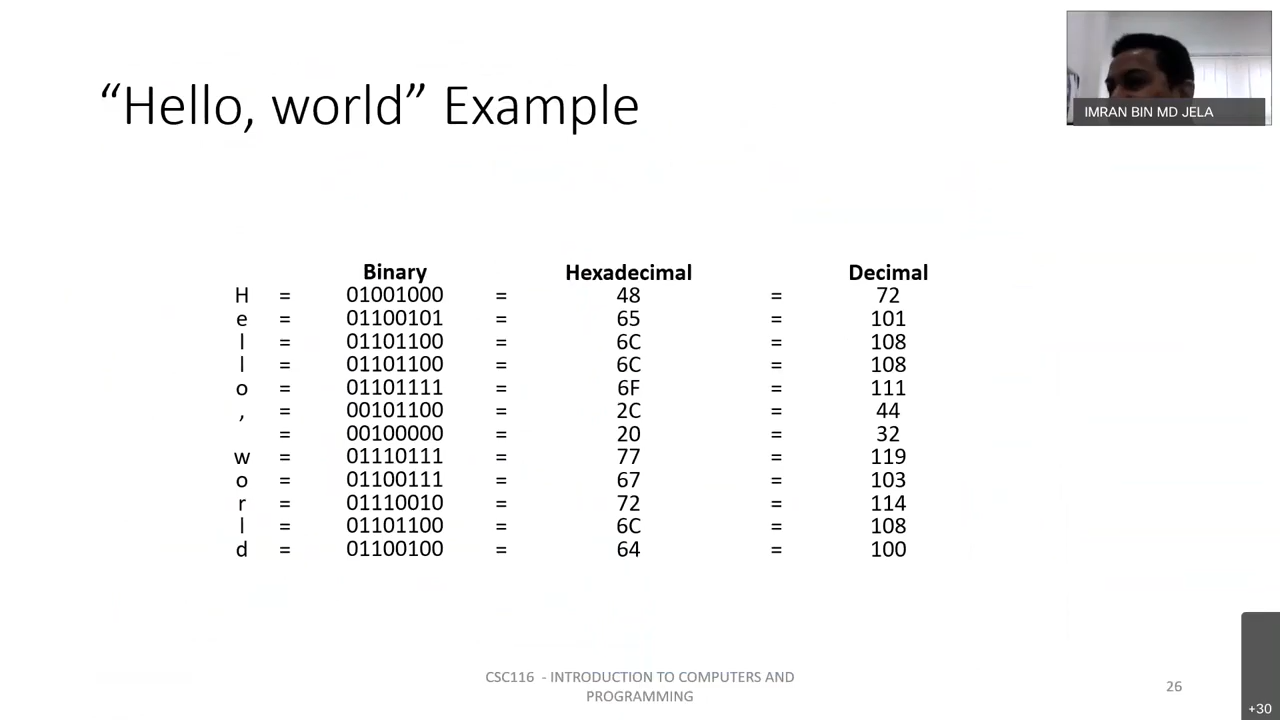 “Hello, world” Example
IMRAN BIN MD JELA
Binary Hexadecimal Decimal
H = 01001000 = 48 = 72
e = 01100101 = 65 = 101
l = 01101100 = 6C = 108
l = 01101100 = 6C = 108
o = 01101111 = 6F = 111
, = 00101100 = 2C = 44
= 00100000 = 20 = 32
w = 01110111 = 77 = 119
o = 01100111 = 67 = 103
r = 01110010 = 72 = 114
l = 01101100 = 6C = 108
d = 01100100 = 64 = 100
CSC116 - INTRODUCTION TO COMPUTERS AND
PROGRAMMING
26
+30